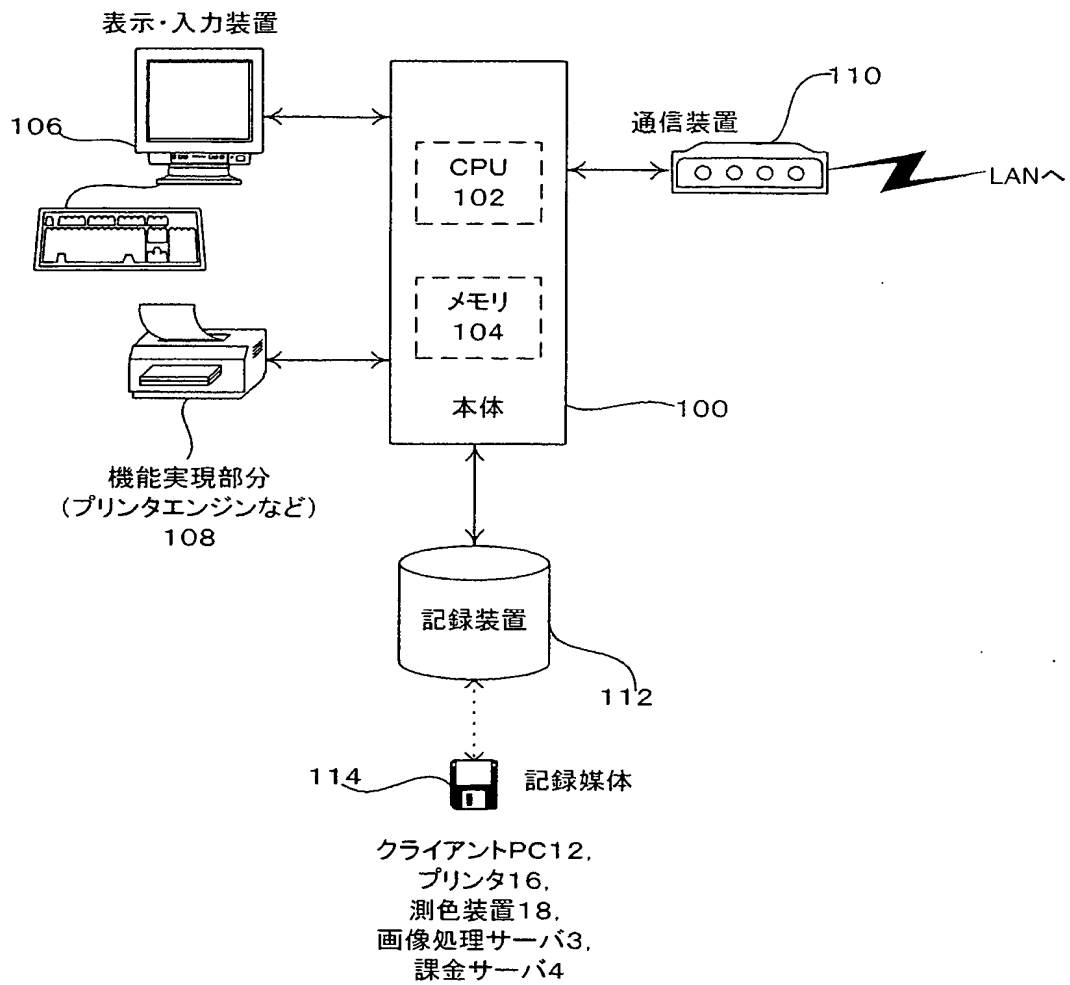 表示・入力装置
106
CPU
102
メモリ
104
本体
100
通信装置
110
LANへ
機能実現部分
(プリンタエンジンなど)
108
記録装置
112
114
記録媒体
クライアントPC12,
プリンタ16,
測色装置18,
画像処理サーバ3,
課金サーバ4